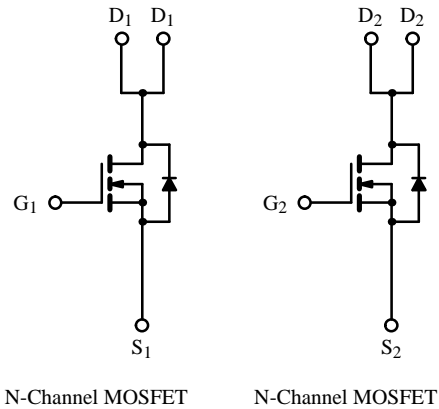 D1 D1 D2 D2
G1 G2
S1 S2
N-Channel MOSFET N-Channel MOSFET